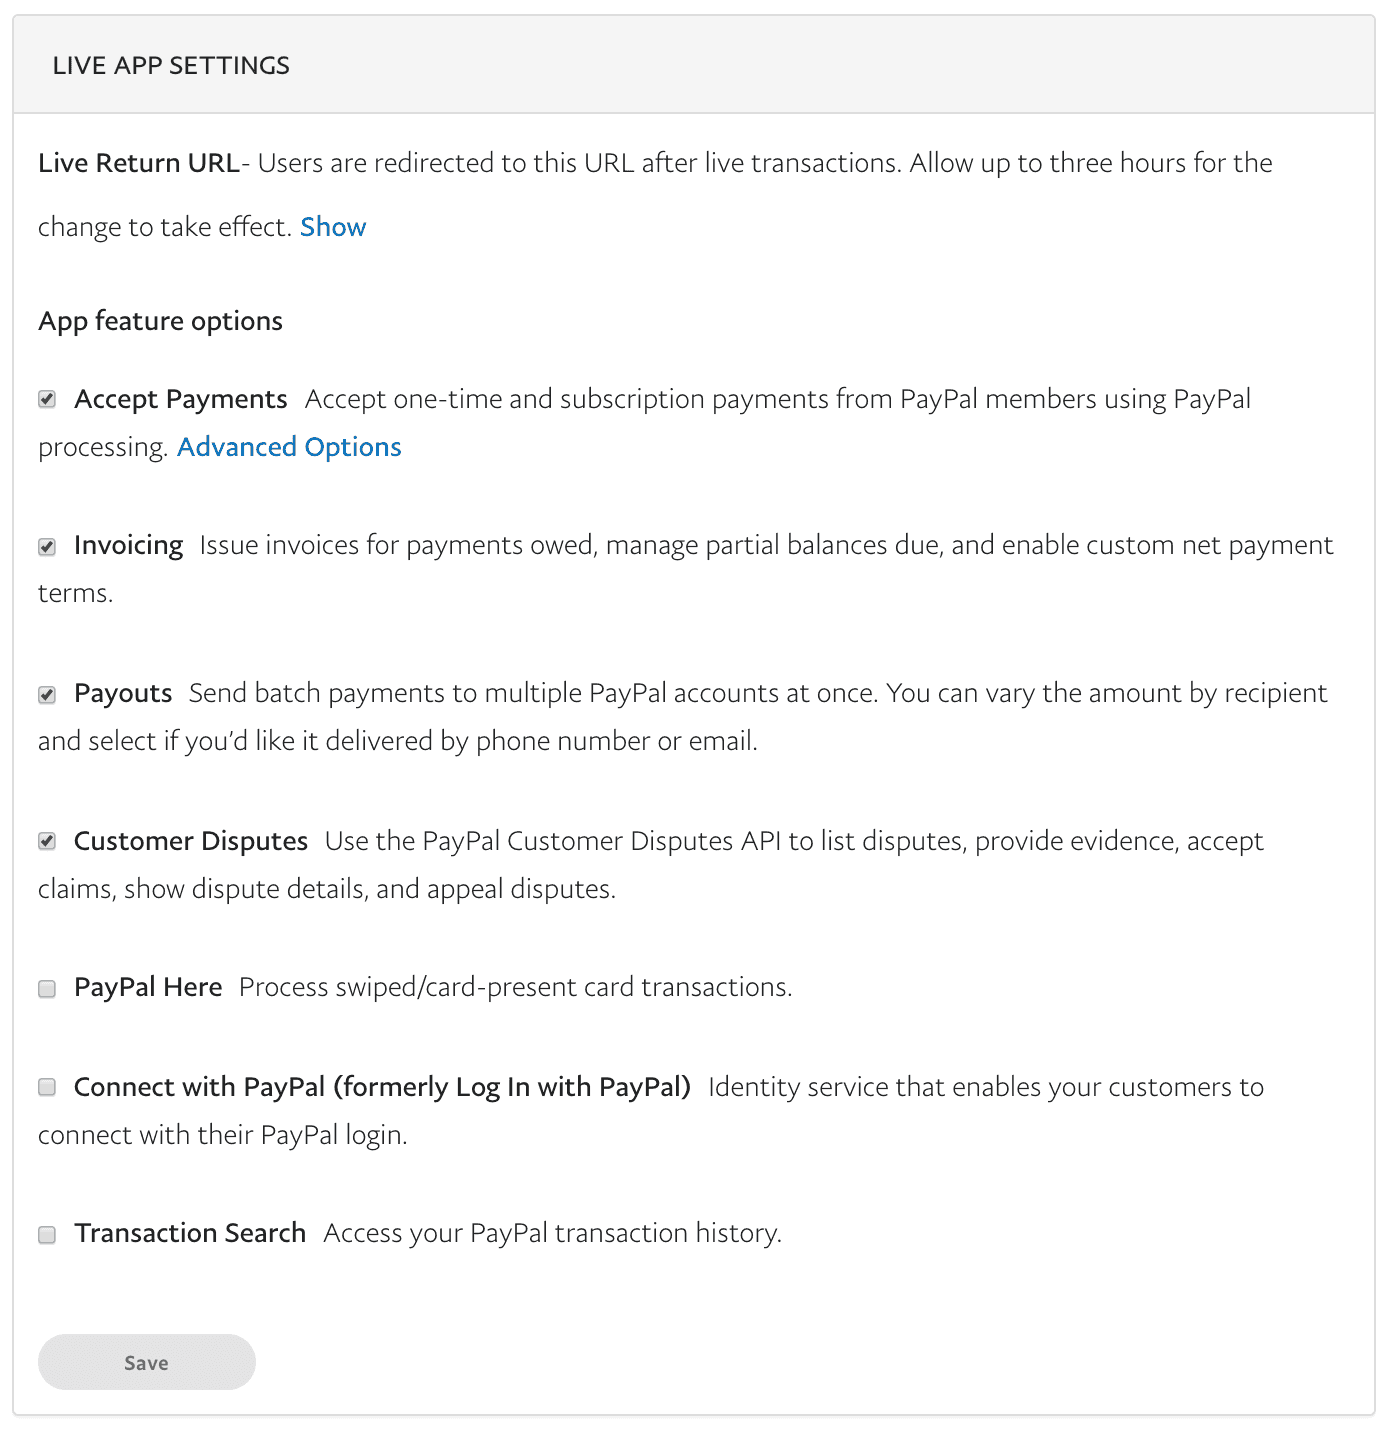 LIVE APP SETTINGS
Live Return URL- Users are redirected to this URL after live transactions. Allow up to three hours for the
change to take effect. Show
App feature options
Accept Payments Accept one-time and subscription payments from PayPal members using PayPal
processing. Advanced Options
Invoicing Issue invoices for payments owed, manage partial balances due, and enable custom net payment
terms.
Payouts Send batch payments to multiple PayPal accounts at once. You can vary the amount by recipient
and select if you’d like it delivered by phone number or email.
Customer Disputes Use the PayPal Customer Disputes API to list disputes, provide evidence, accept
claims, show dispute details, and appeal disputes.
PayPal Here Process swiped/card-present card transactions.
Connect with PayPal (formerly Log In with PayPal) Identity service that enables your customers to
connect with their PayPal login.
Transaction Search Access your PayPal transaction history.
Save